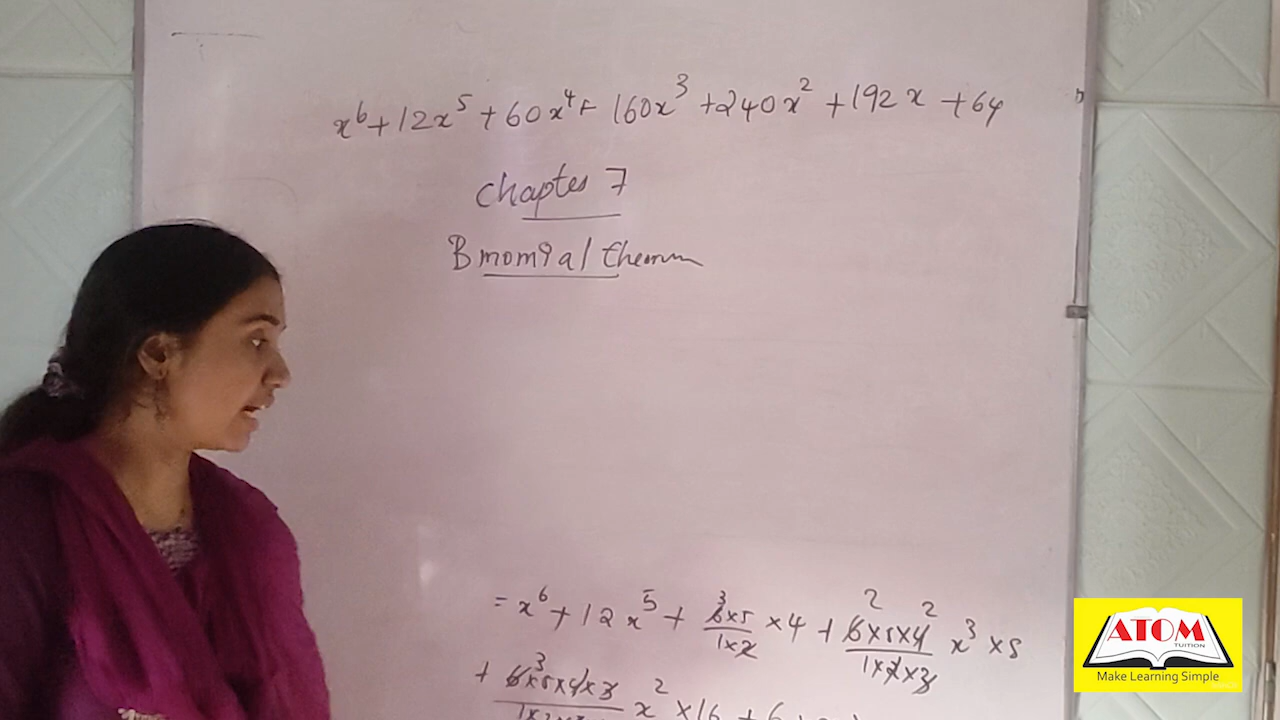 x⁶+12x⁵+60x⁴+160x³+240x²+192x+64
Chapter 7
Binomial theorem
= x⁶+12x⁵+ 6×5/1×2 ×4 + 6×5×4/1×2×3 x³×8
+ 6×5×4×3/1×2×3 x²×16 + 6
ATOM
TUITION
Make Learning Simple